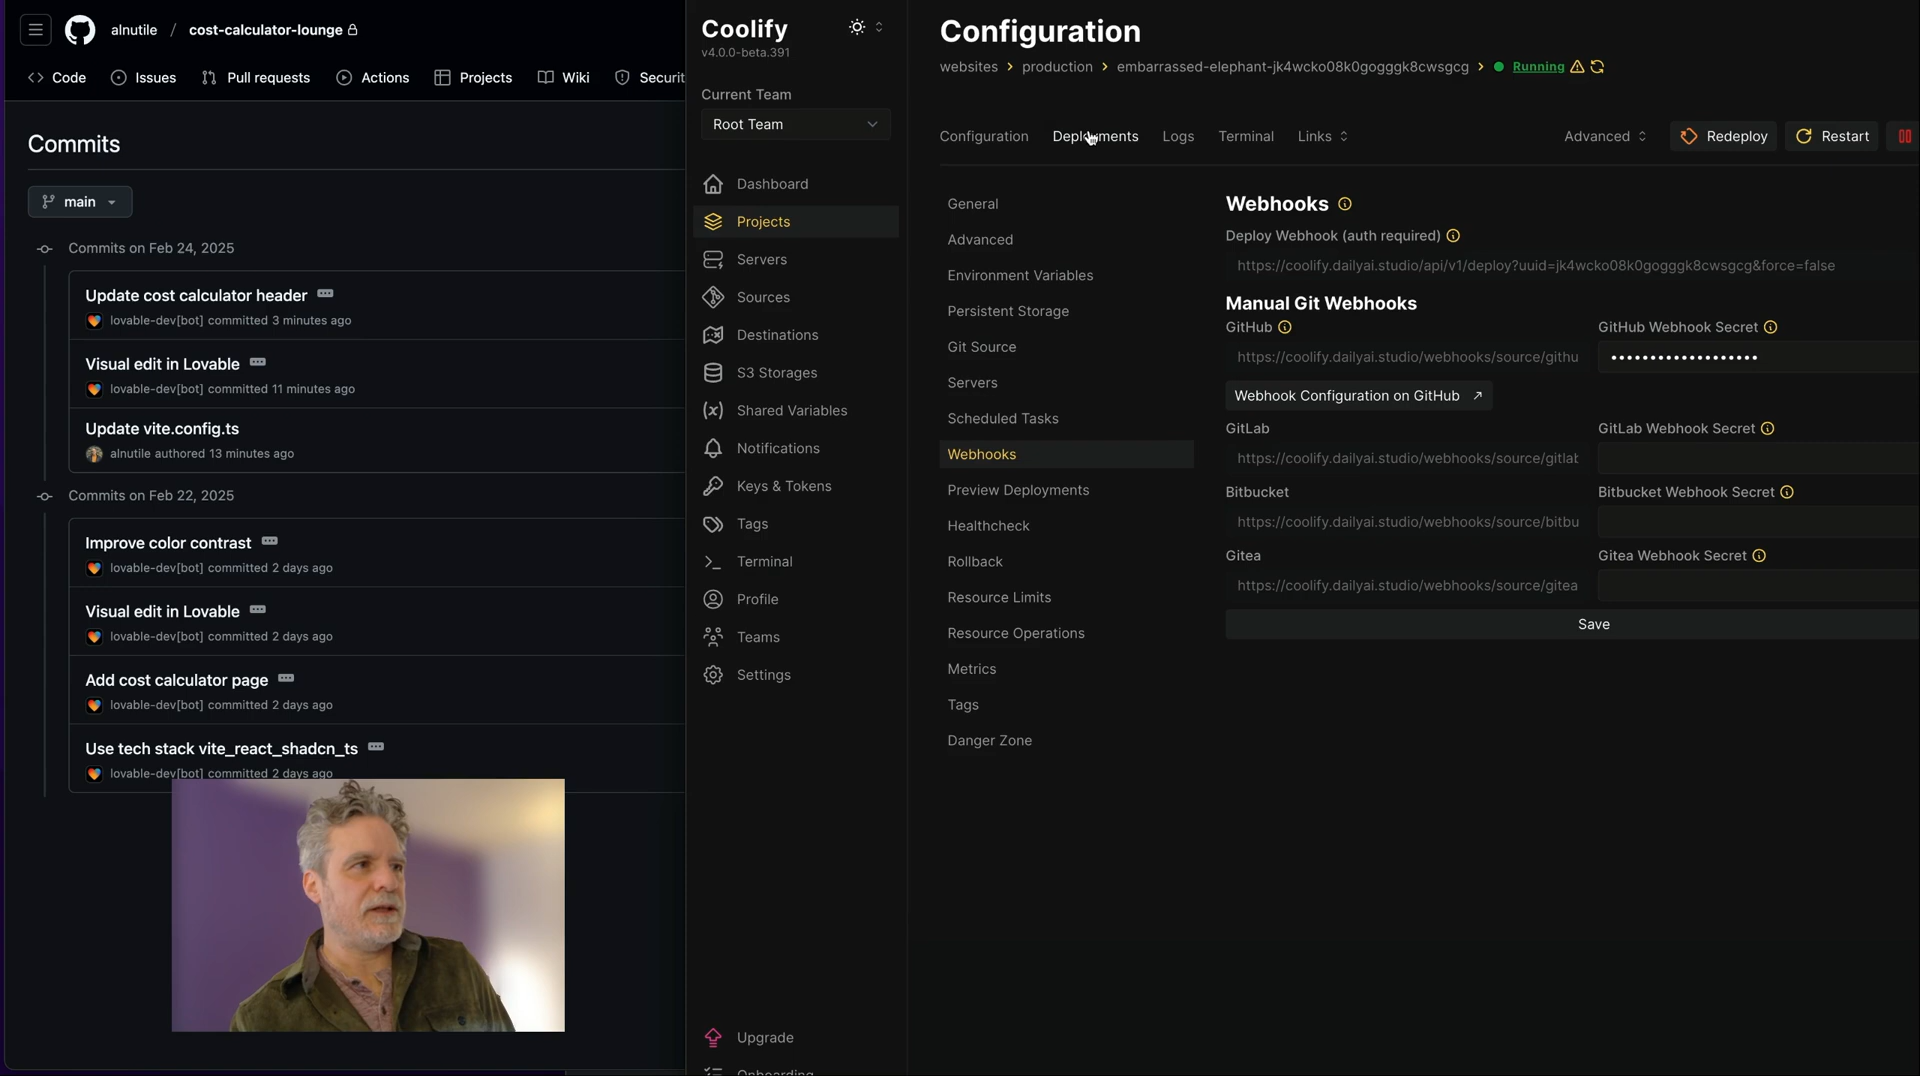 alnutile / cost-calculator-lounge
Code Issues Pull requests Actions Projects Wiki Securit
Commits
main
Commits on Feb 24, 2025
Update cost calculator header
lovable-dev[bot] committed 3 minutes ago
Visual edit in Lovable
lovable-dev[bot] committed 11 minutes ago
Update vite.config.ts
alnutile authored 13 minutes ago
Commits on Feb 22, 2025
Improve color contrast
lovable-dev[bot] committed 2 days ago
Visual edit in Lovable
lovable-dev[bot] committed 2 days ago
Add cost calculator page
lovable-dev[bot] committed 2 days ago
Use tech stack vite_react_shadcn_ts
lovable-dev[bot] committed 2 days ago
Coolify
v4.0.0-beta.391
Current Team
Root Team
Dashboard
Projects
Servers
Sources
Destinations
S3 Storages
Shared Variables
Notifications
Keys & Tokens
Tags
Terminal
Profile
Teams
Settings
Upgrade
Onboarding
Configuration
websites > production > embarrassed-elephant-jk4wcko08k0gogggk8cwsgcg > Running
Configuration Deployments Logs Terminal Links Advanced Redeploy Restart
General
Advanced
Environment Variables
Persistent Storage
Git Source
Servers
Scheduled Tasks
Webhooks
Preview Deployments
Healthcheck
Rollback
Resource Limits
Resource Operations
Metrics
Tags
Danger Zone
Webhooks
Deploy Webhook (auth required)
https://coolify.dailyai.studio/api/v1/deploy?uuid=jk4wcko08k0gogggk8cwsgcg&force=false
Manual Git Webhooks
GitHub GitHub Webhook Secret
https://coolify.dailyai.studio/webhooks/source/githu •••••••••••••••••••
Webhook Configuration on GitHub
GitLab GitLab Webhook Secret
https://coolify.dailyai.studio/webhooks/source/gitlab
Bitbucket Bitbucket Webhook Secret
https://coolify.dailyai.studio/webhooks/source/bitbu
Gitea Gitea Webhook Secret
https://coolify.dailyai.studio/webhooks/source/gitea
Save